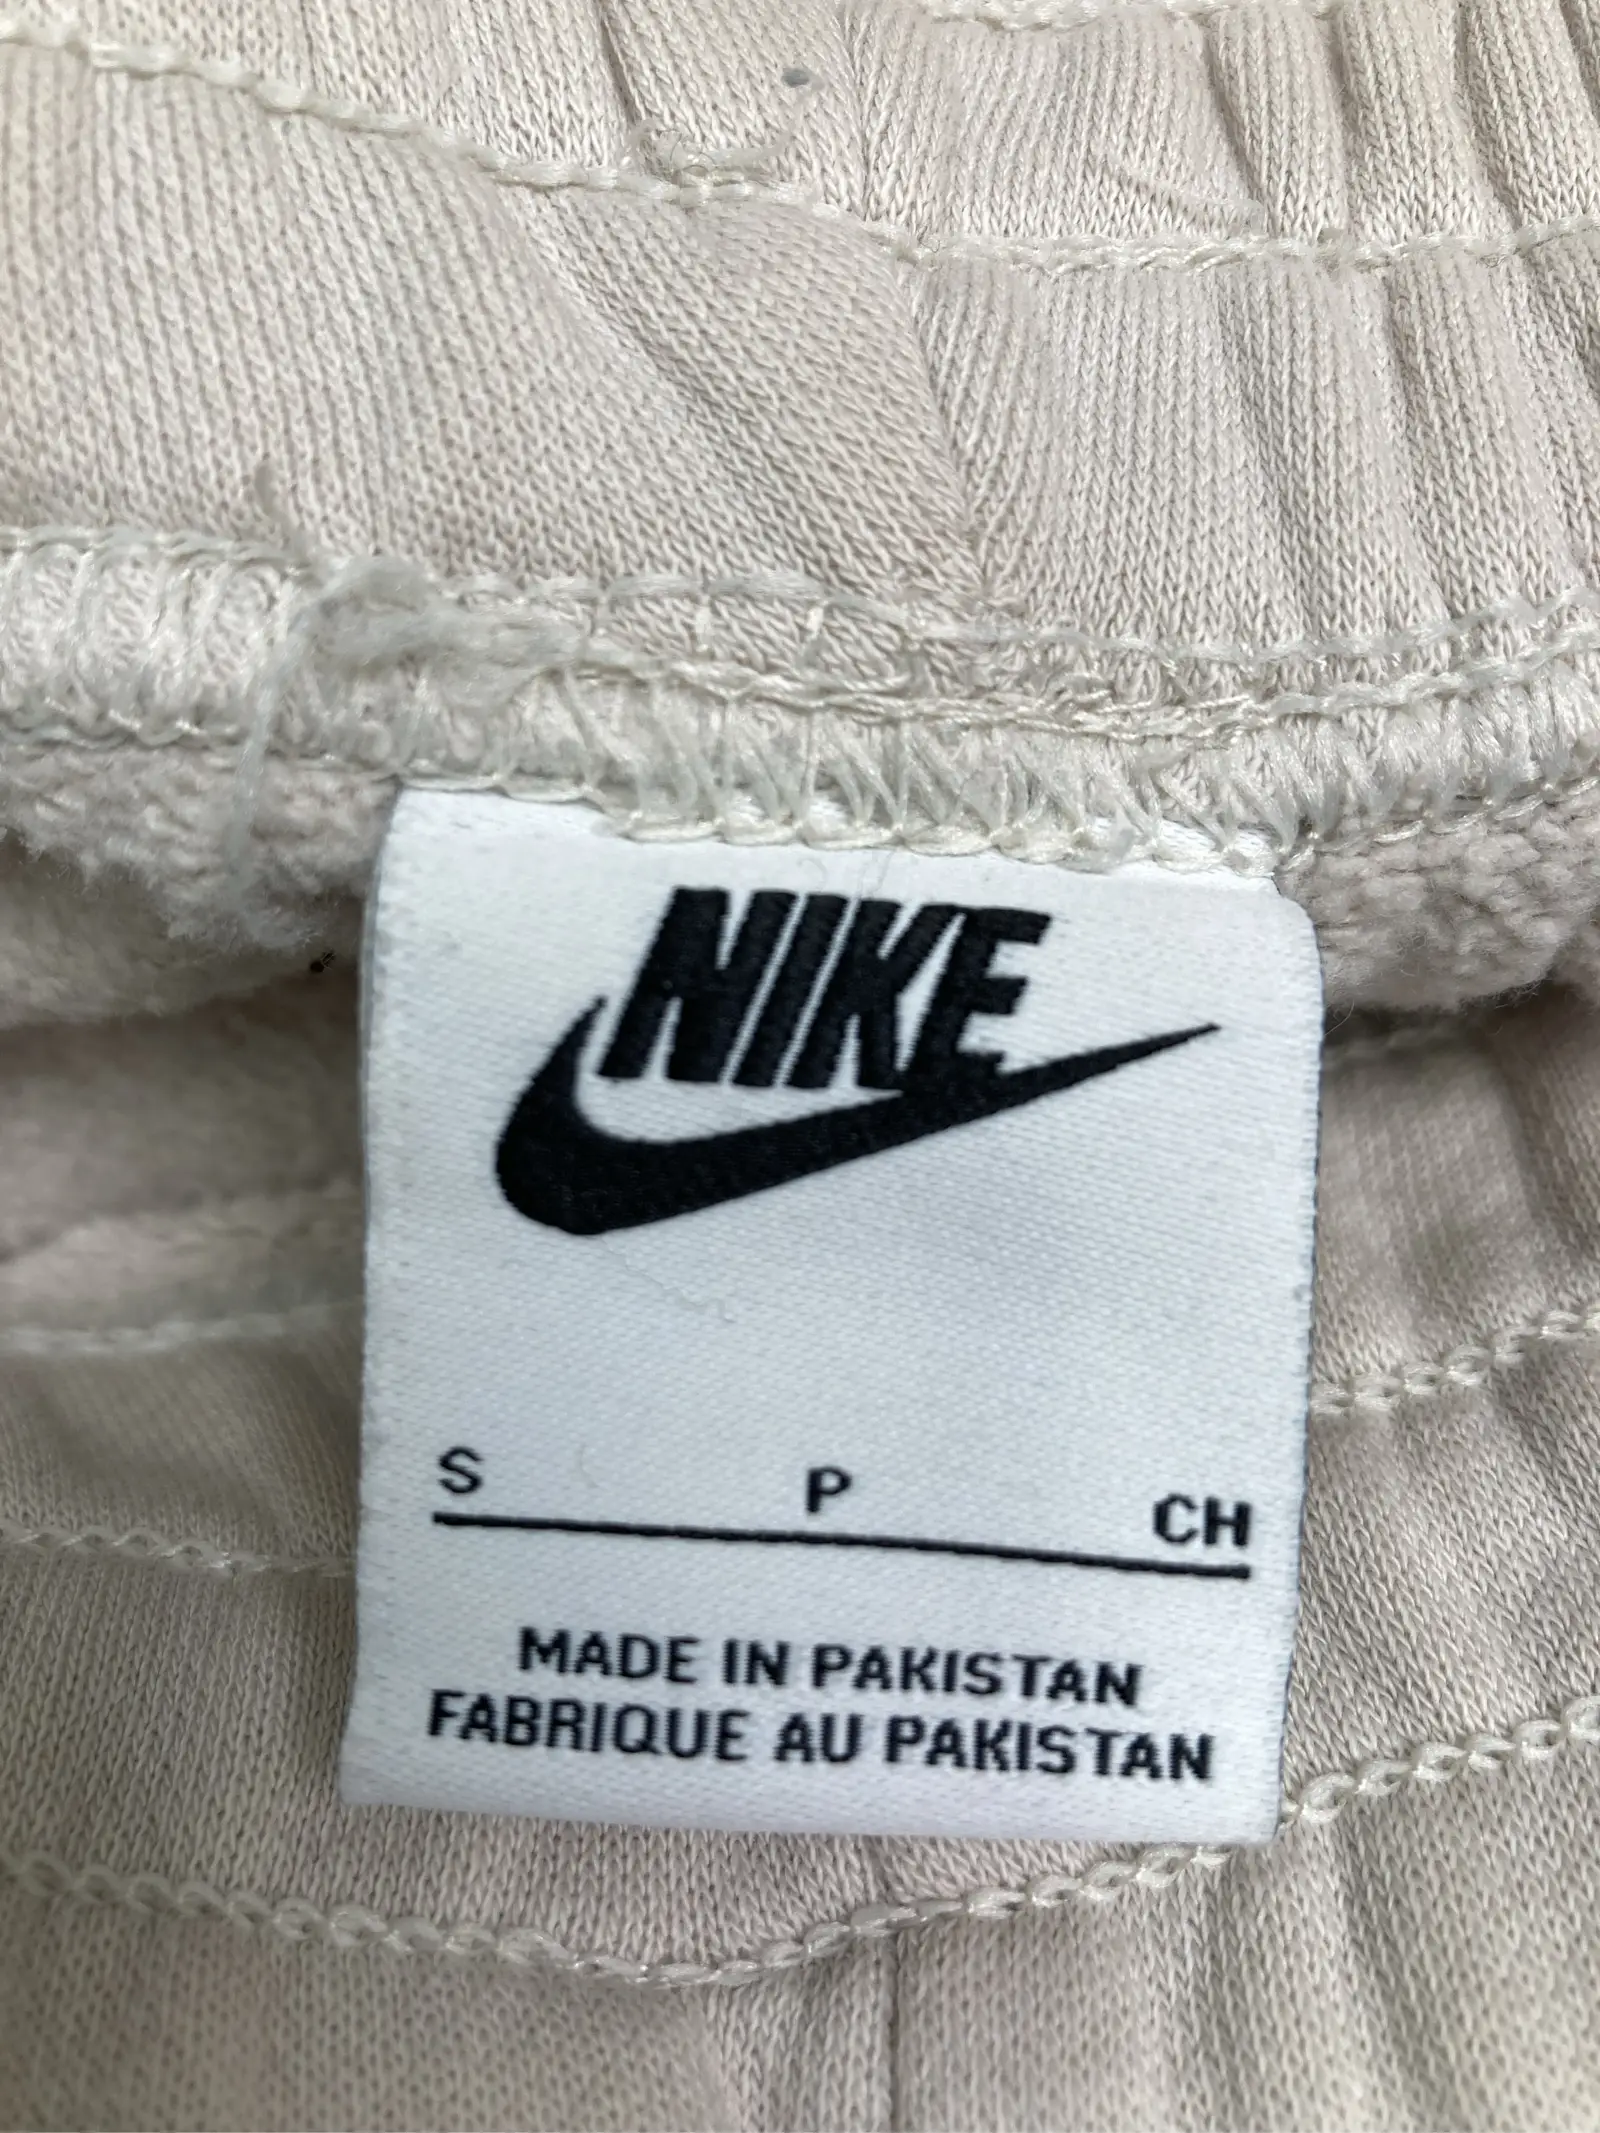 NIKE
S P CH
MADE IN PAKISTAN
FABRIQUE AU PAKISTAN